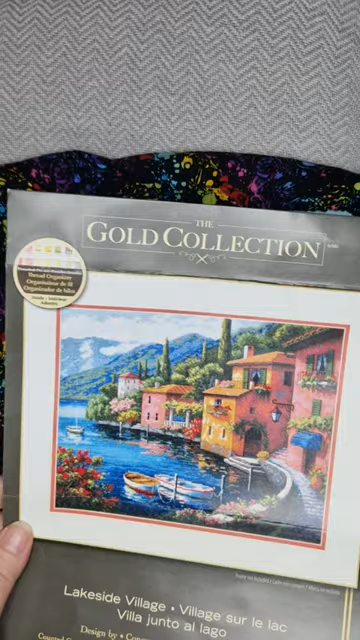 THE
GOLD COLLECTION
Thread Organizer
Organisateur de fil
Organizador de hilos
Lakeside Village • Village sur le lac
Villa junto al lago
Design by •